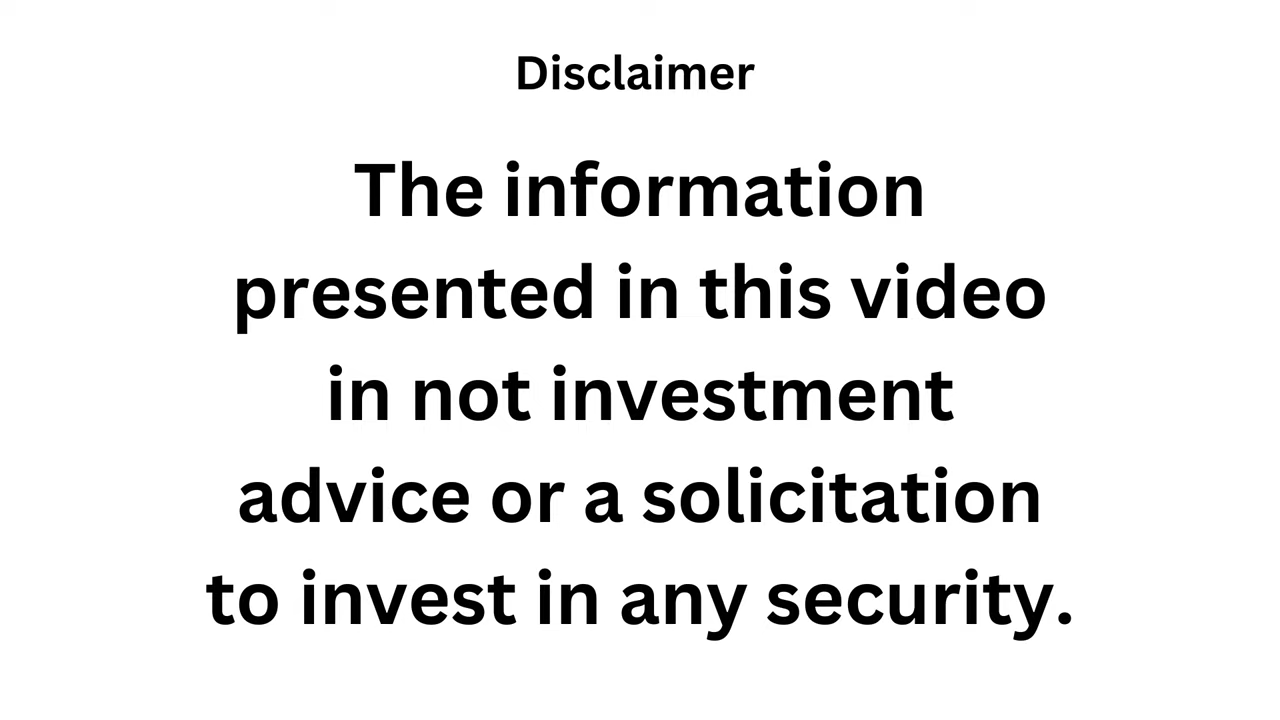 Disclaimer
The information
presented in this video
in not investment
advice or a solicitation
to invest in any security.